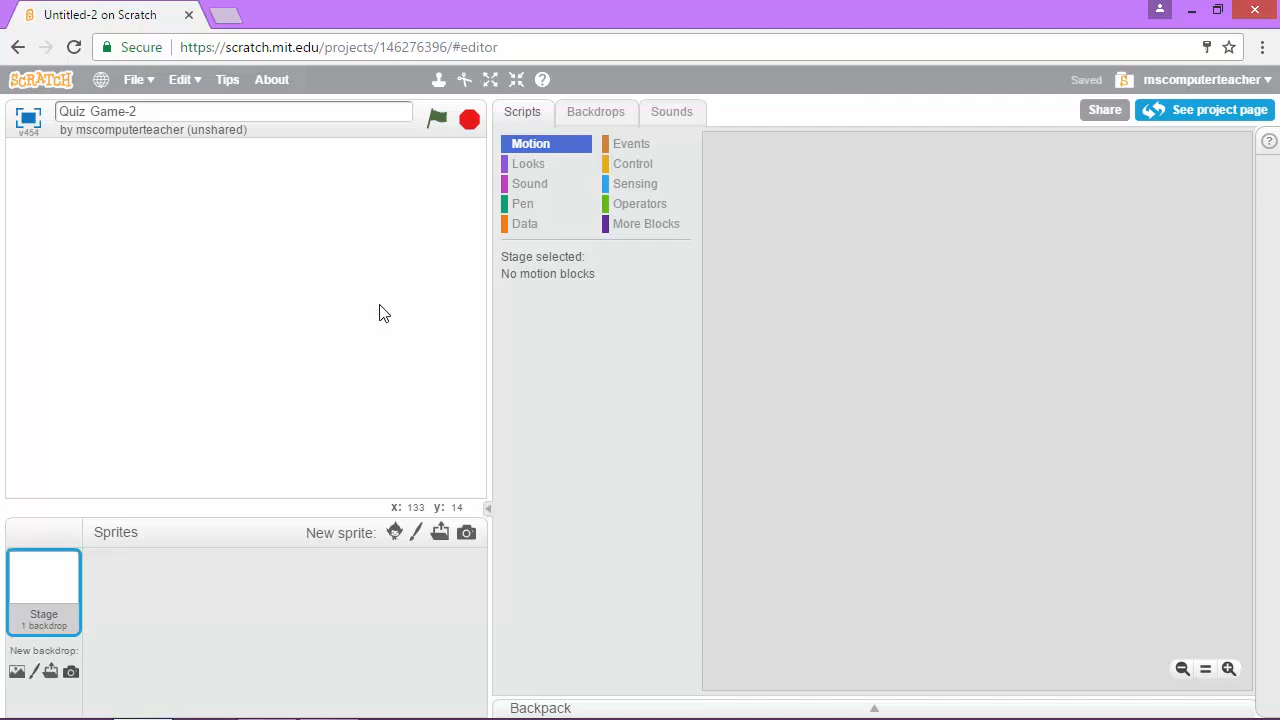 Untitled-2 on Scratch
Secure https://scratch.mit.edu/projects/146276396/#editor
SCRATCH File Edit Tips About Saved mscomputerteacher
Quiz Game-2
by mscomputerteacher (unshared)
v454
Scripts Backdrops Sounds
Share See project page
Motion Events
Looks Control
Sound Sensing
Pen Operators
Data More Blocks
Stage selected:
No motion blocks
x: 133 y: 14
Sprites New sprite:
Stage
1 backdrop
New backdrop:
Backpack